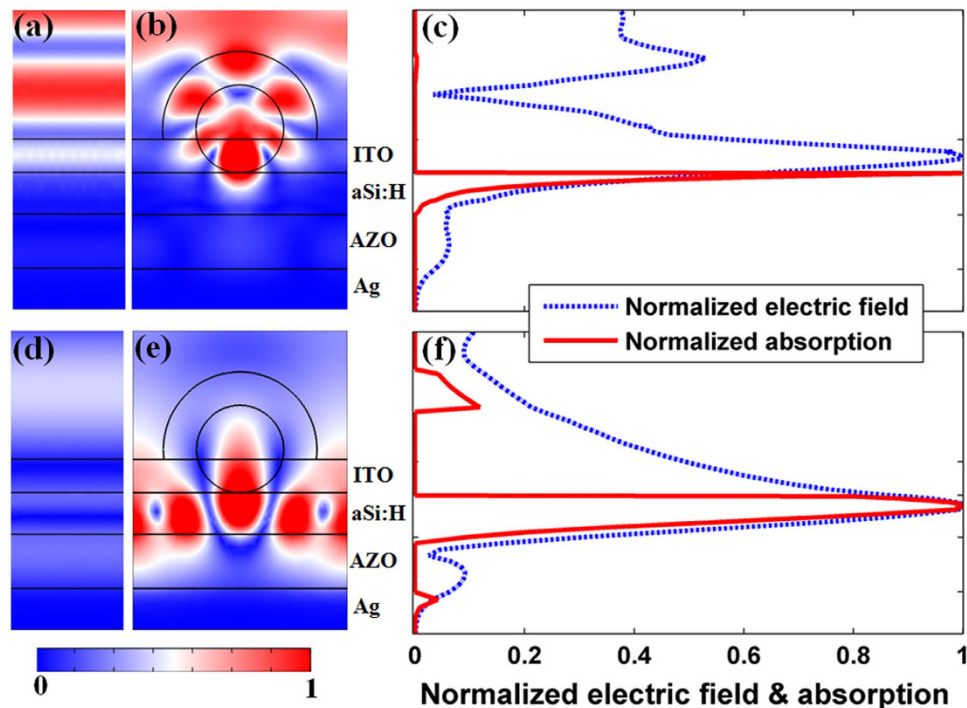 (a) (b) (c)
ITO
aSi:H
AZO
Ag
Normalized electric field
Normalized absorption
(d) (e) (f)
ITO
aSi:H
AZO
Ag
0 1
0 0.2 0.4 0.6 0.8 1
Normalized electric field & absorption